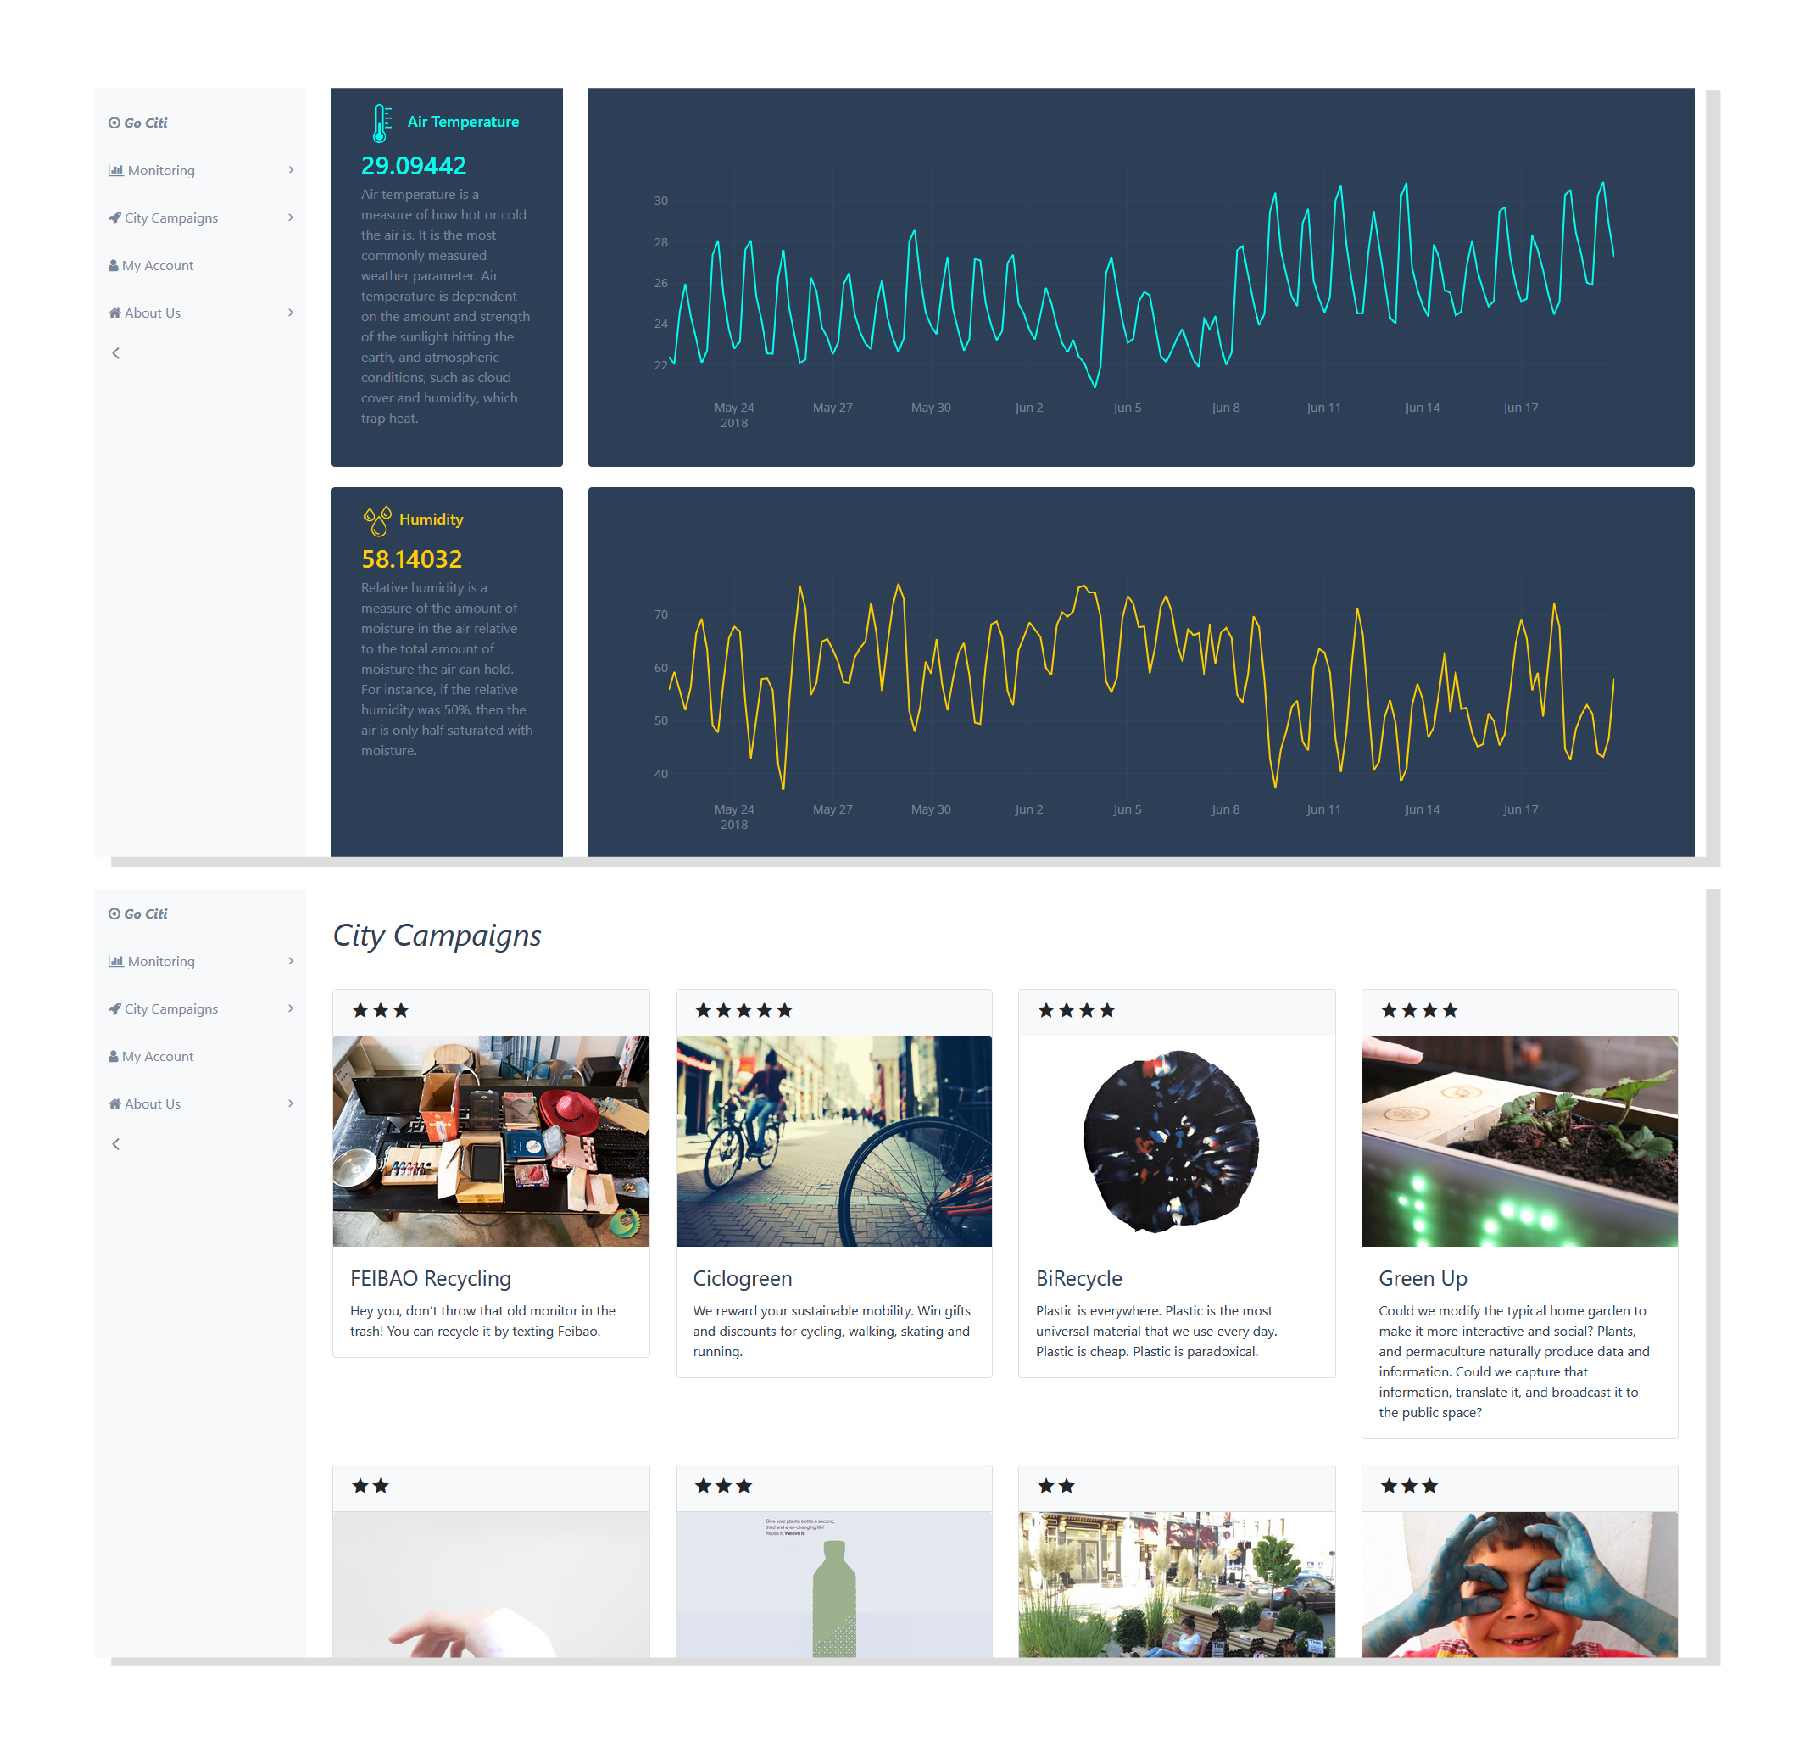 Go Citi
Monitoring
City Campaigns
My Account
About Us
Air Temperature
29.09442
Air temperature is a
measure of how hot or cold
the air is. It is the most
commonly measured
weather parameter. Air
temperature is dependent
on the amount and strength
of the sunlight hitting the
earth, and atmospheric
conditions, such as cloud
cover and humidity, which
trap heat.
30
28
26
24
22
May 24 May 27 May 30 Jun 2 Jun 5 Jun 8 Jun 11 Jun 14 Jun 17
2018
Humidity
58.14032
Relative humidity is a
measure of the amount of
moisture in the air relative
to the total amount of
moisture the air can hold.
For instance, if the relative
humidity was 50%, then the
air is only half saturated with
moisture.
70
60
50
40
May 24 May 27 May 30 Jun 2 Jun 5 Jun 8 Jun 11 Jun 14 Jun 17
2018
Go Citi
Monitoring
City Campaigns
My Account
About Us
City Campaigns
FEIBAO Recycling
Hey you, don't throw that old monitor in the
trash! You can recycle it by texting Feibao.
Ciclogreen
We reward your sustainable mobility. Win gifts
and discounts for cycling, walking, skating and
running.
BiRecycle
Plastic is everywhere. Plastic is the most
universal material that we use every day.
Plastic is cheap. Plastic is paradoxical.
Green Up
Could we modify the typical home garden to
make it more interactive and social? Plants,
and permaculture naturally produce data and
information. Could we capture that
information, translate it, and broadcast it to
the public space?
Give your plastic bottle a second,
third and ever-changing life!